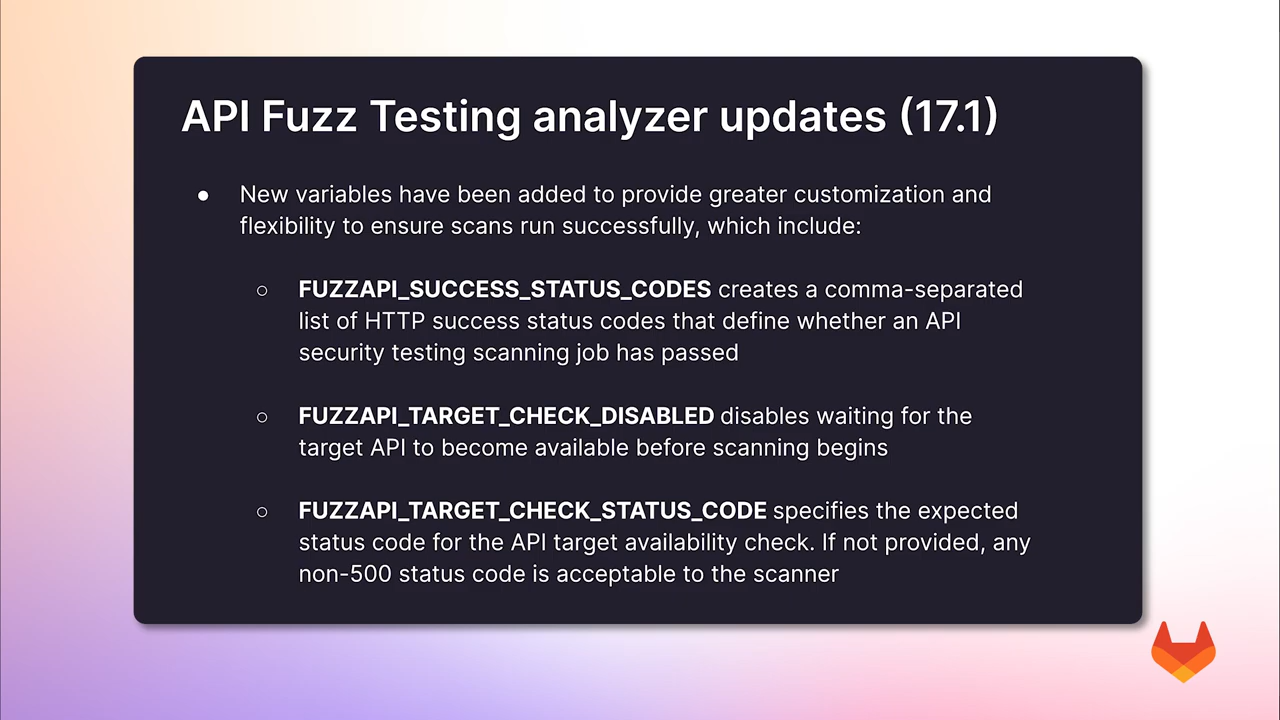 API Fuzz Testing analyzer updates (17.1)
● New variables have been added to provide greater customization and
flexibility to ensure scans run successfully, which include:
○ FUZZAPI_SUCCESS_STATUS_CODES creates a comma-separated
list of HTTP success status codes that define whether an API
security testing scanning job has passed
○ FUZZAPI_TARGET_CHECK_DISABLED disables waiting for the
target API to become available before scanning begins
○ FUZZAPI_TARGET_CHECK_STATUS_CODE specifies the expected
status code for the API target availability check. If not provided, any
non-500 status code is acceptable to the scanner